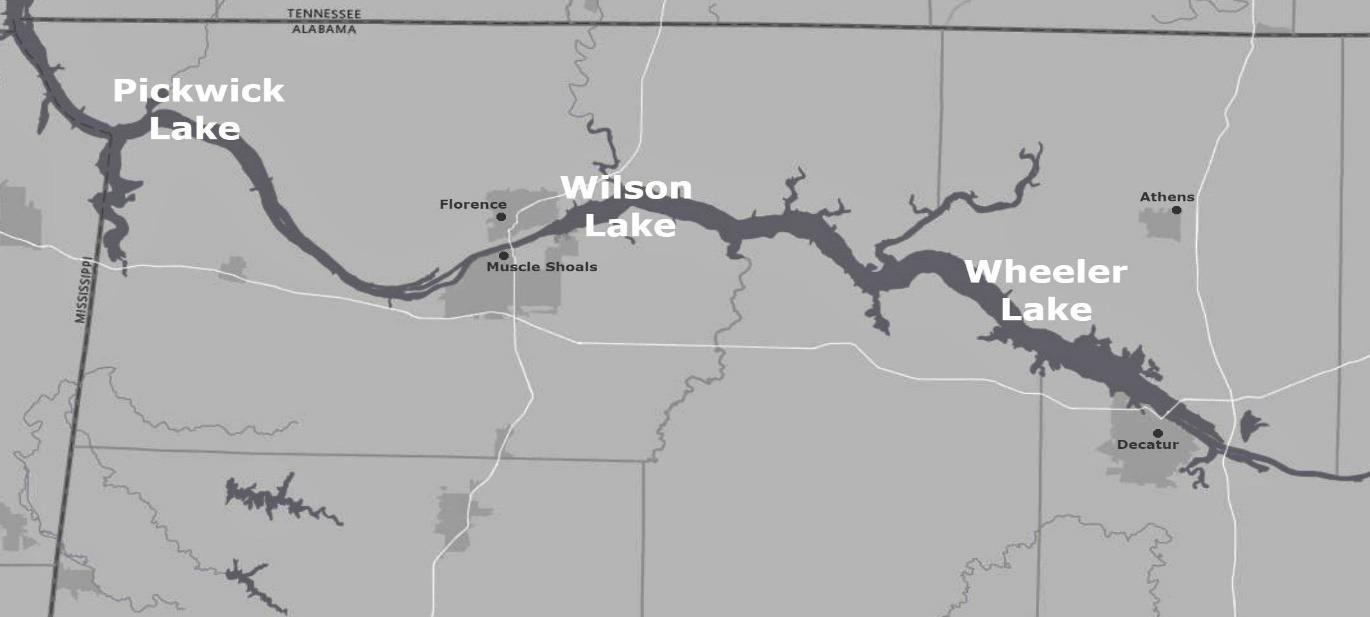 TENNESSEE
ALABAMA
Pickwick
Lake
Wilson
Lake
Florence
Athens
Muscle Shoals
Wheeler
Lake
MISSISSIPPI
Decatur